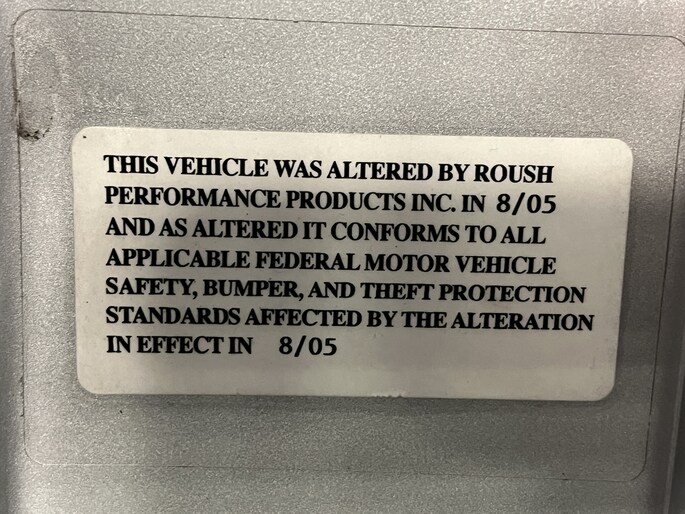 THIS VEHICLE WAS ALTERED BY ROUSH
PERFORMANCE PRODUCTS INC. IN 8/05
AND AS ALTERED IT CONFORMS TO ALL
APPLICABLE FEDERAL MOTOR VEHICLE
SAFETY, BUMPER, AND THEFT PROTECTION
STANDARDS AFFECTED BY THE ALTERATION
IN EFFECT IN 8/05